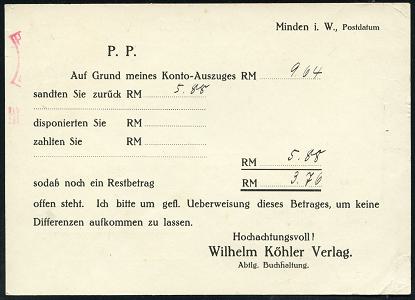 Minden i. W., Postdatum
P. P.
Auf Grund meines Konto-Auszuges RM 9 64
sandten Sie zurück RM 5.88
disponierten Sie RM
zahlten Sie RM
RM 5.88
sodaß noch ein Restbetrag RM 3.76
offen steht. Ich bitte um gefl. Ueberweisung dieses Betrages, um keine
Differenzen aufkommen zu lassen.
Hochachtungsvoll!
Wilhelm Köhler Verlag.
Abtlg. Buchhaltung.